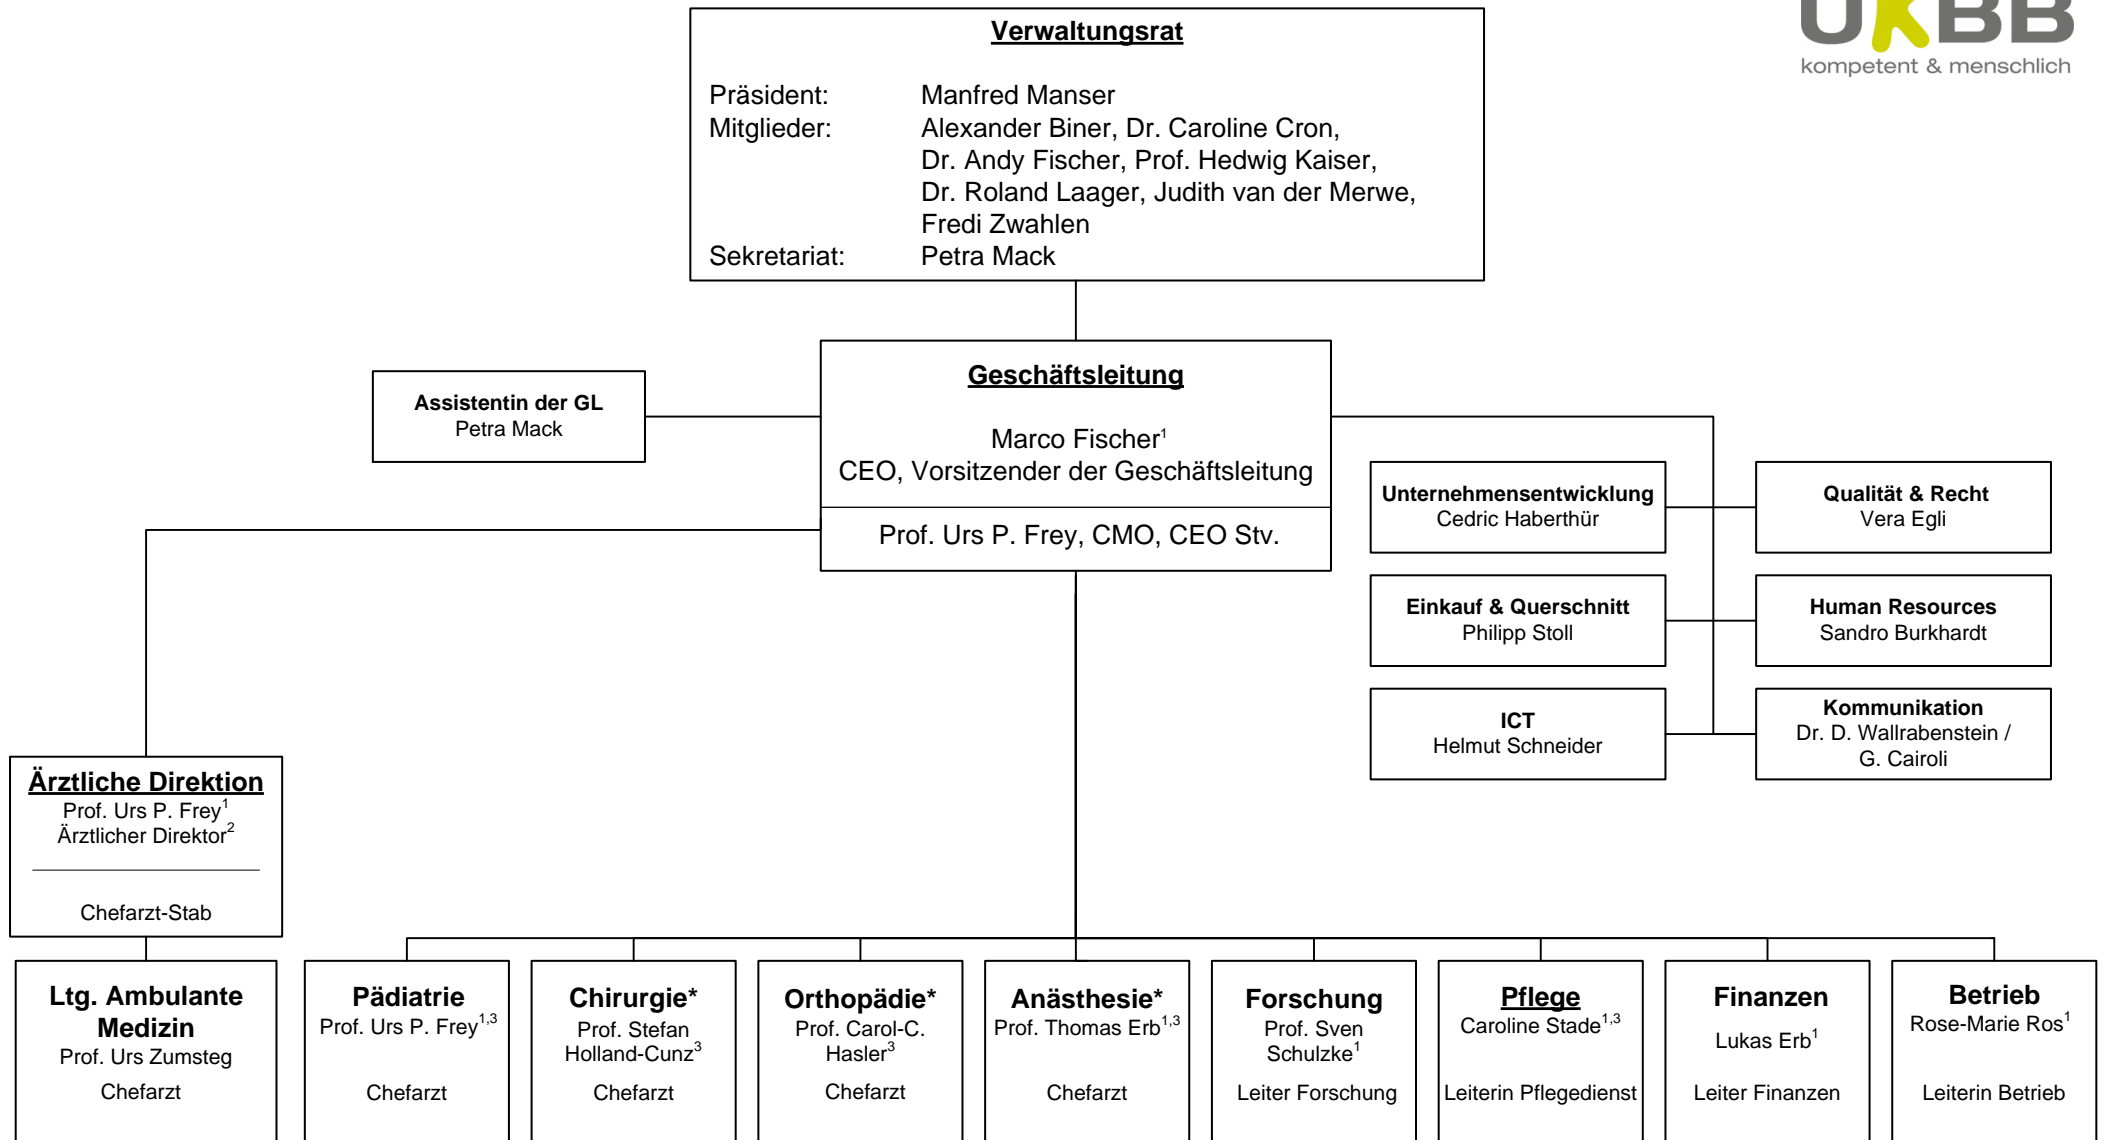 UKBB
kompetent & menschlich
Verwaltungsrat
Präsident: Manfred Manser
Mitglieder: Alexander Biner, Dr. Caroline Cron,
Dr. Andy Fischer, Prof. Hedwig Kaiser,
Dr. Roland Laager, Judith van der Merwe,
Fredi Zwahlen
Sekretariat: Petra Mack
Geschäftsleitung
Marco Fischer¹
CEO, Vorsitzender der Geschäftsleitung
Prof. Urs P. Frey, CMO, CEO Stv.
Assistentin der GL
Petra Mack
Unternehmensentwicklung
Cedric Haberthür
Qualität & Recht
Vera Egli
Einkauf & Querschnitt
Philipp Stoll
Human Resources
Sandro Burkhardt
ICT
Helmut Schneider
Kommunikation
Dr. D. Wallrabenstein /
G. Cairoli
Ärztliche Direktion
Prof. Urs P. Frey¹
Ärztlicher Direktor²
Chefarzt-Stab
Ltg. Ambulante
Medizin
Prof. Urs Zumsteg
Chefarzt
Pädiatrie
Prof. Urs P. Frey¹,³
Chefarzt
Chirurgie*
Prof. Stefan
Holland-Cunz³
Chefarzt
Orthopädie*
Prof. Carol-C.
Hasler³
Chefarzt
Anästhesie*
Prof. Thomas Erb¹,³
Chefarzt
Forschung
Prof. Sven
Schulzke¹
Leiter Forschung
Pflege
Caroline Stade¹,³
Leiterin Pflegedienst
Finanzen
Lukas Erb¹
Leiter Finanzen
Betrieb
Rose-Marie Ros¹
Leiterin Betrieb